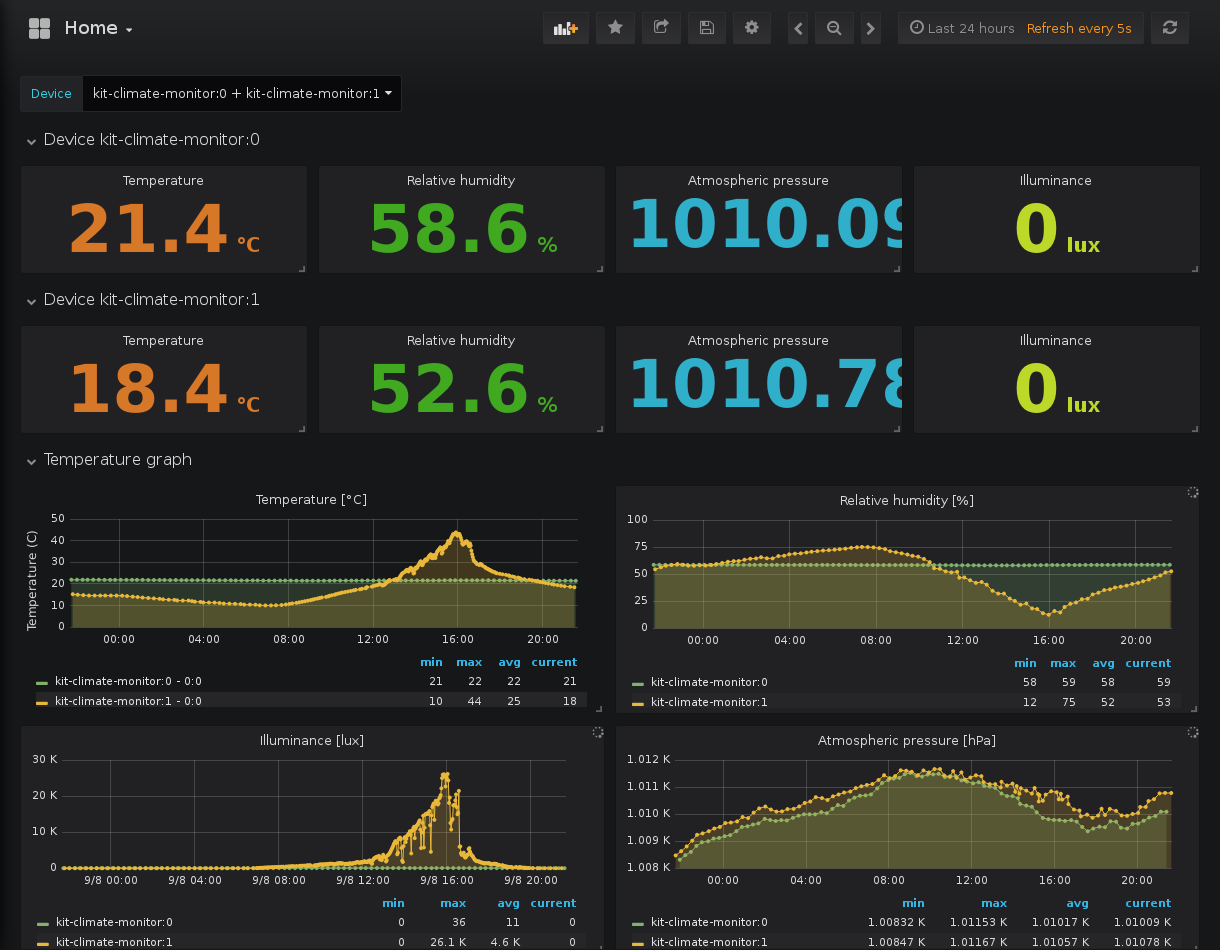 Home
Last 24 hours Refresh every 5s
Device kit-climate-monitor:0 + kit-climate-monitor:1
Device kit-climate-monitor:0
Temperature Relative humidity Atmospheric pressure Illuminance
21.4 °C 58.6 % 1010.09 0 lux
Device kit-climate-monitor:1
Temperature Relative humidity Atmospheric pressure Illuminance
18.4 °C 52.6 % 1010.78 0 lux
Temperature graph
Temperature [°C]
Temperature (C)
50
40
30
20
10
0
00:00 04:00 08:00 12:00 16:00 20:00
min max avg current
kit-climate-monitor:0 - 0:0 21 22 22 21
kit-climate-monitor:1 - 0:0 10 44 25 18
Relative humidity [%]
100
75
50
25
0
00:00 04:00 08:00 12:00 16:00 20:00
min max avg current
kit-climate-monitor:0 58 59 58 59
kit-climate-monitor:1 12 75 52 53
Illuminance [lux]
30 K
20 K
10 K
0
9/8 00:00 9/8 04:00 9/8 08:00 9/8 12:00 9/8 16:00 9/8 20:00
min max avg current
kit-climate-monitor:0 0 36 11 0
kit-climate-monitor:1 0 26.1 K 4.6 K 0
Atmospheric pressure [hPa]
1.012 K
1.011 K
1.010 K
1.009 K
1.008 K
00:00 04:00 08:00 12:00 16:00 20:00
min max avg current
kit-climate-monitor:0 1.00832 K 1.01153 K 1.01017 K 1.01009 K
kit-climate-monitor:1 1.00847 K 1.01167 K 1.01057 K 1.01078 K